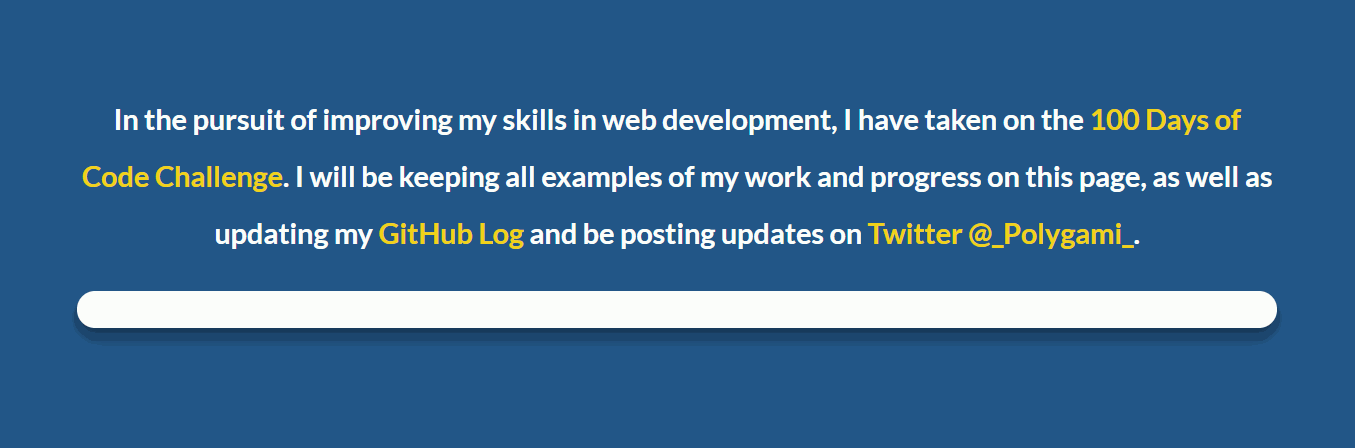 In the pursuit of improving my skills in web development, I have taken on the 100 Days of
Code Challenge. I will be keeping all examples of my work and progress on this page, as well as
updating my GitHub Log and be posting updates on Twitter @_Polygami_.